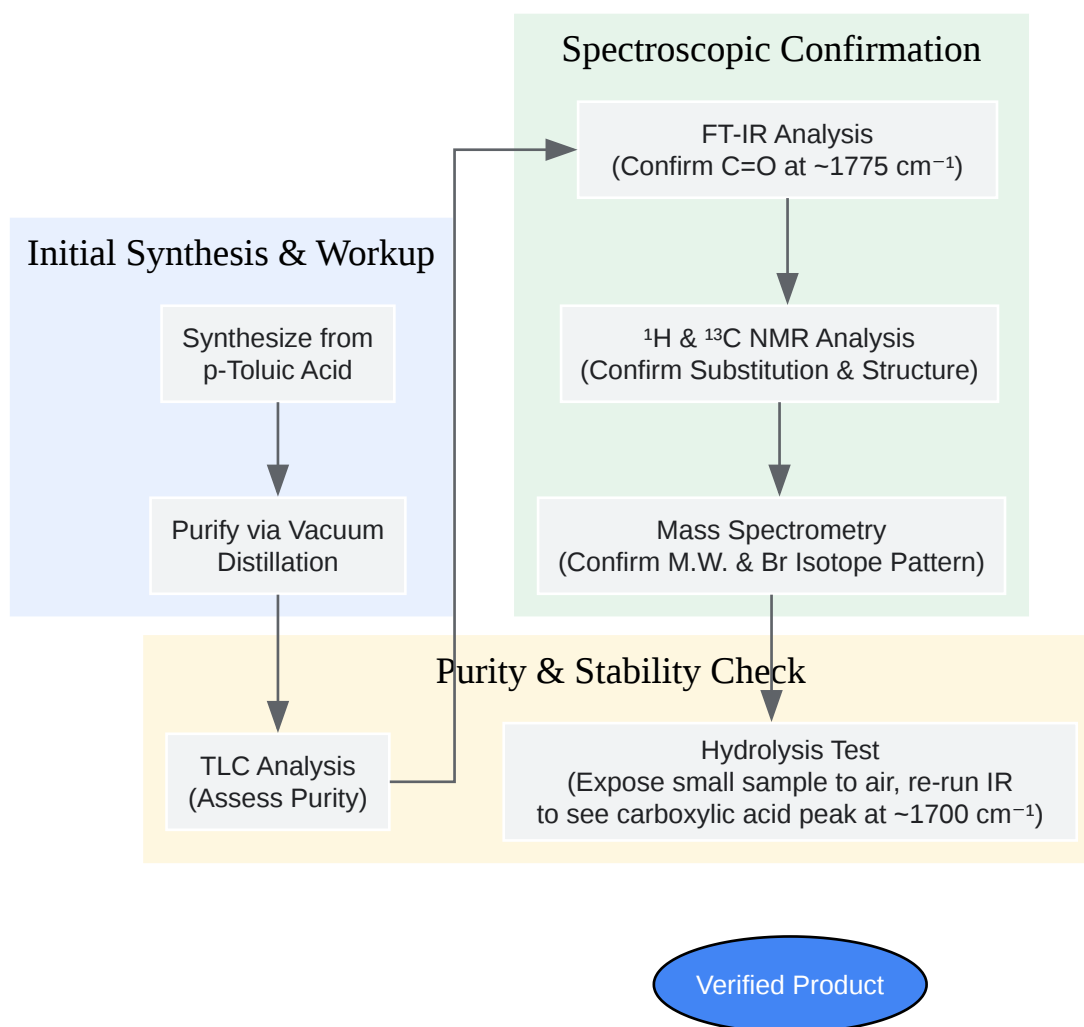 Initial Synthesis & Workup
Synthesize from
p-Toluic Acid
Purify via Vacuum
Distillation
Purity & Stability Check
TLC Analysis
(Assess Purity)
Spectroscopic Confirmation
FT-IR Analysis
(Confirm C=O at ~1775 cm⁻¹)
¹H & ¹³C NMR Analysis
(Confirm Substitution & Structure)
Mass Spectrometry
(Confirm M.W. & Br Isotope Pattern)
Hydrolysis Test
(Expose small sample to air, re-run IR
to see carboxylic acid peak at ~1700 cm⁻¹)
Verified Product